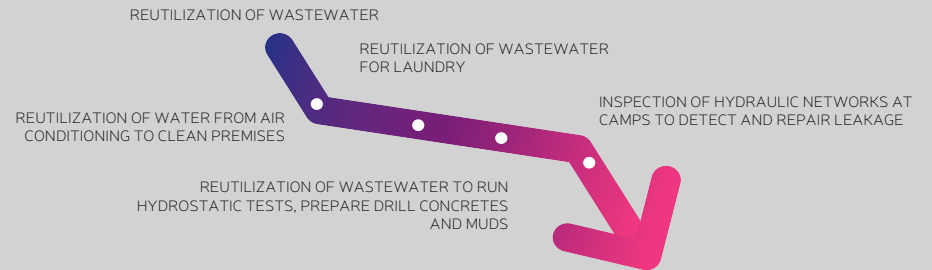 REUTILIZATION OF WASTEWATER
REUTILIZATION OF WASTEWATER
FOR LAUNDRY
REUTILIZATION OF WATER FROM AIR
CONDITIONING TO CLEAN PREMISES
INSPECTION OF HYDRAULIC NETWORKS AT
CAMPS TO DETECT AND REPAIR LEAKAGE
REUTILIZATION OF WASTEWATER TO RUN
HYDROSTATIC TESTS, PREPARE DRILL CONCRETES
AND MUDS